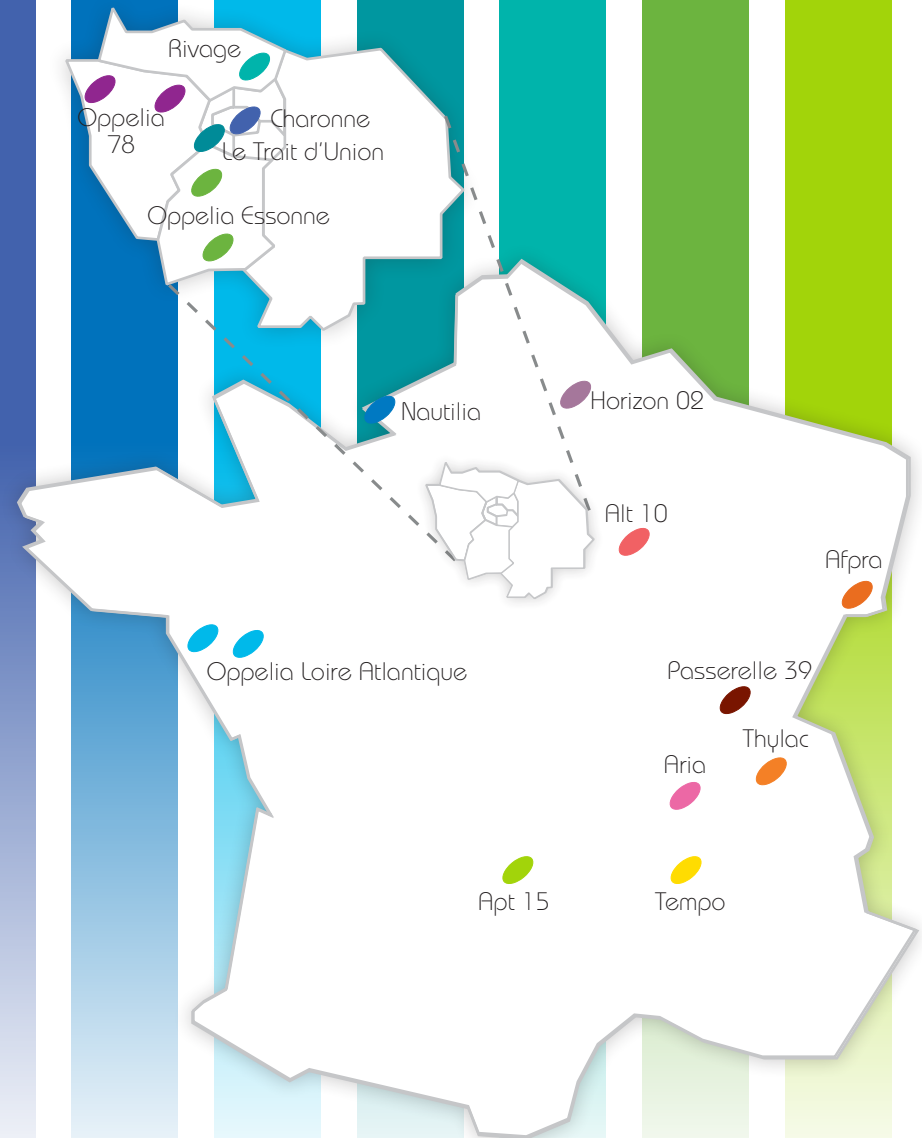 Rivage
Oppelia
78
Charonne
Le Trait d'Union
Oppelia Essonne
Nautilia
Horizon 02
Alt 10
Afpra
Oppelia Loire Atlantique
Passerelle 39
Thylac
Aria
Apt 15
Tempo